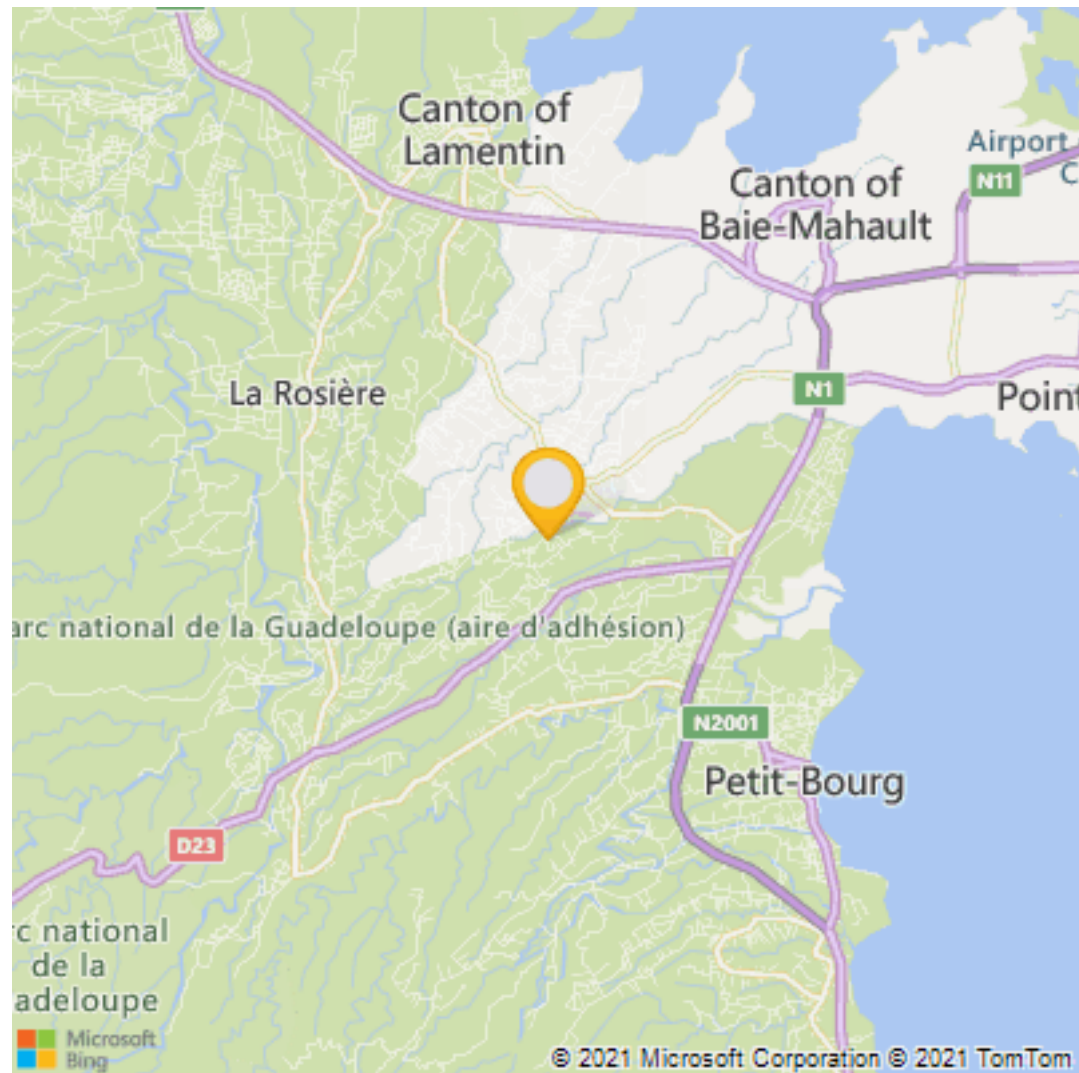 Canton of
Lamentin
Airport
C
N11
Canton of
Baie-Mahault
La Rosière
N1
Point
arc national de la Guadeloupe (aire d'adhésion)
N2001
Petit-Bourg
D23
rc national
de la
adeloupe
Microsoft
Bing
© 2021 Microsoft Corporation © 2021 TomTom